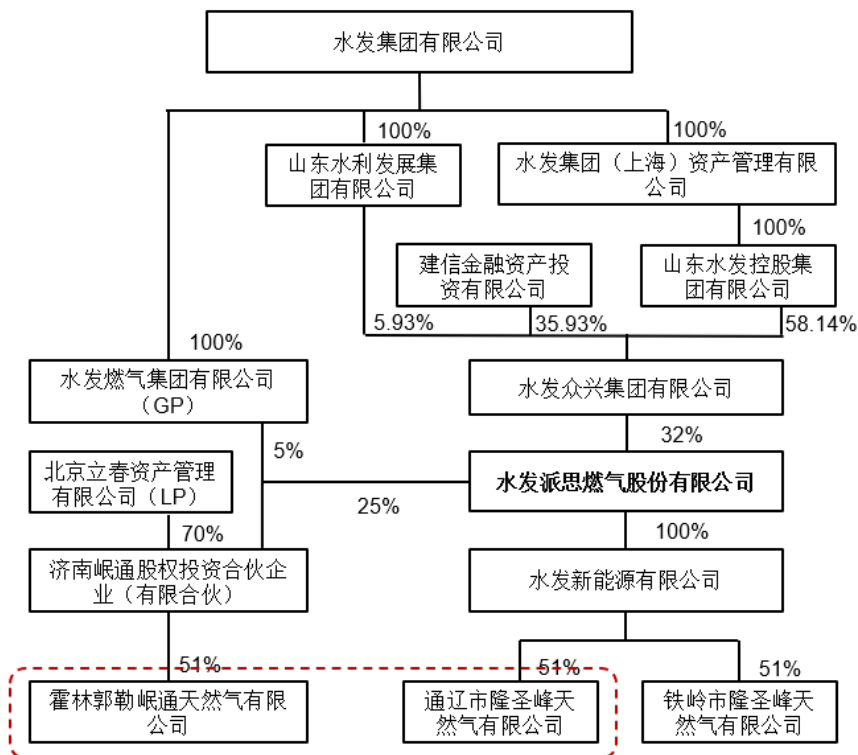 水发集团有限公司
100%
100%
山东水利发展集
团有限公司
水发集团（上海）资产管理有限
公司
100%
建信金融资产投
资有限公司
山东水发控股集
团有限公司
5.93%
35.93%
58.14%
100%
水发燃气集团有限公司
（GP）
水发众兴集团有限公司
5%
32%
北京立春资产管理
有限公司（LP）
水发派思燃气股份有限公司
25%
70%
100%
济南岷通股权投资合伙企
业（有限合伙）
水发新能源有限公司
51%
51%
51%
霍林郭勒岷通天然气有限
公司
通辽市隆圣峰天
然气有限公司
铁岭市隆圣峰天
然气有限公司